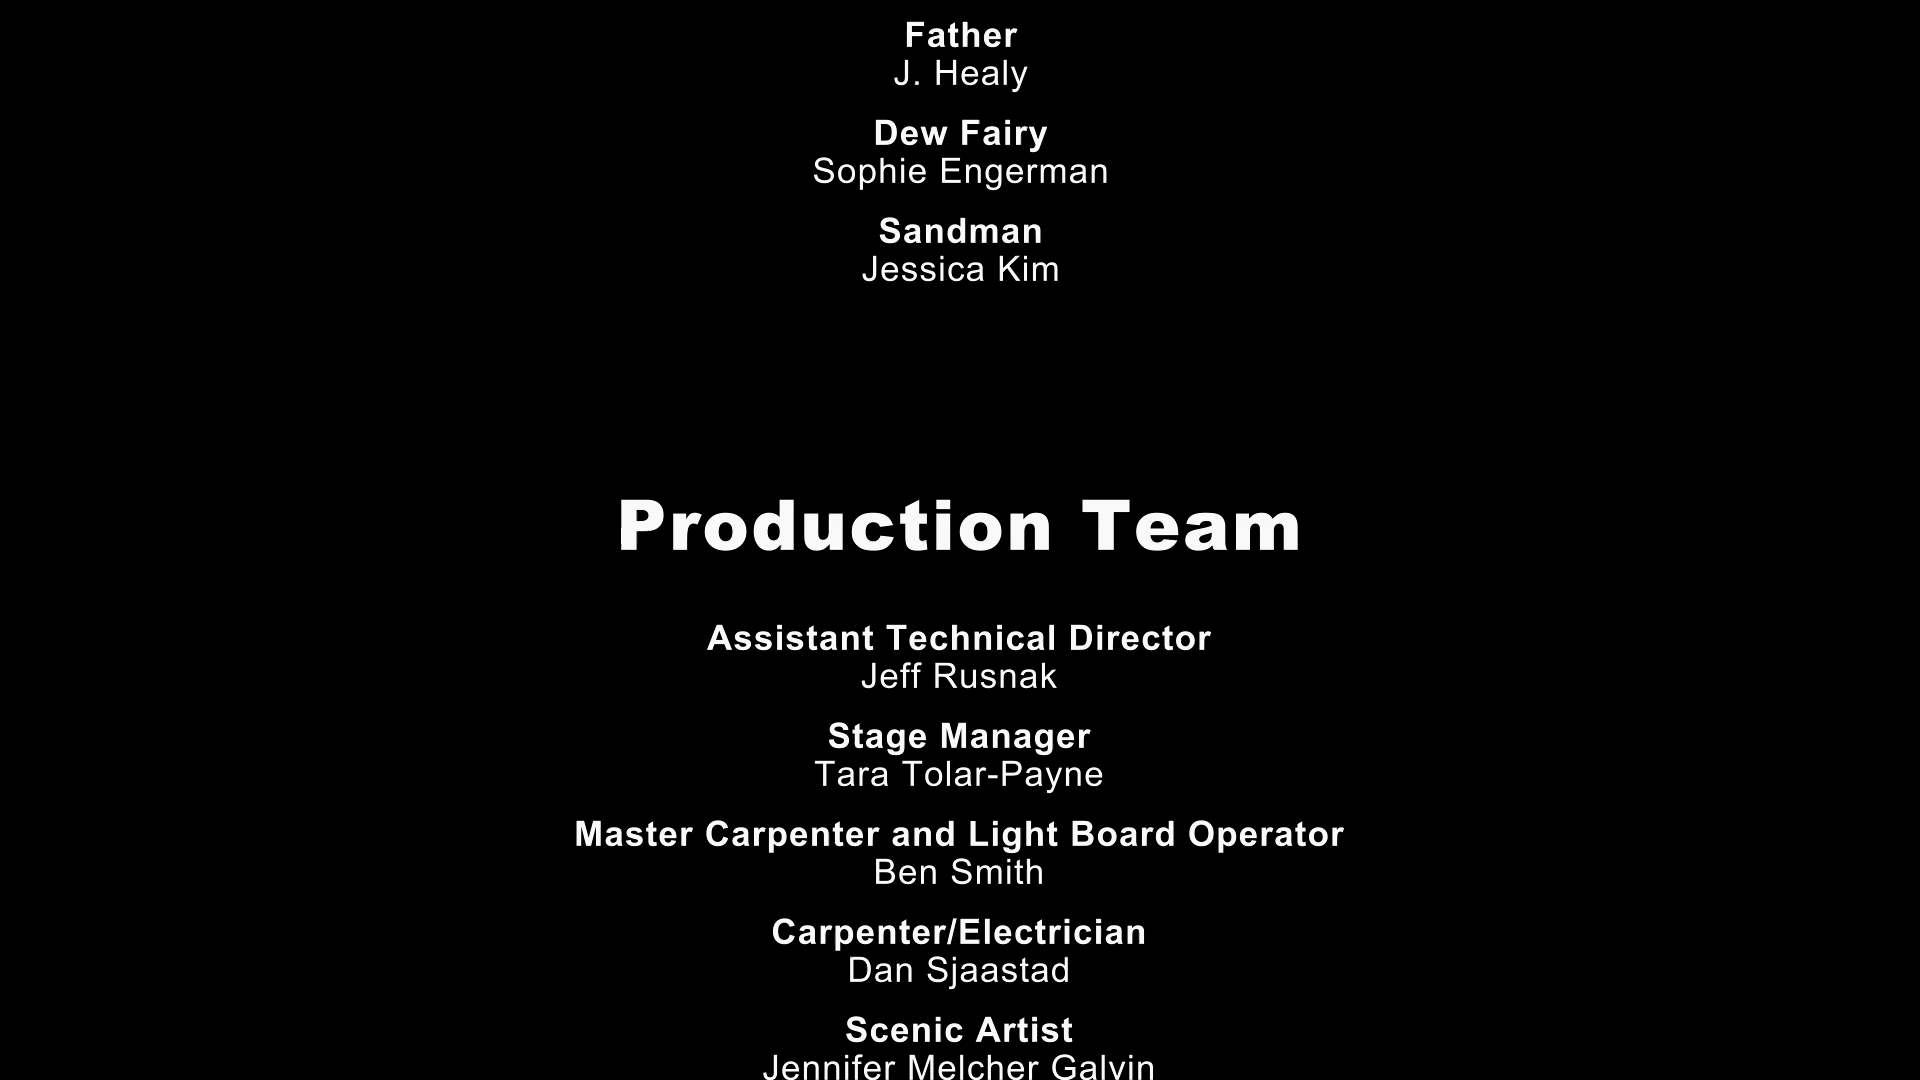 Father
J. Healy
Dew Fairy
Sophie Engerman
Sandman
Jessica Kim
Production Team
Assistant Technical Director
Jeff Rusnak
Stage Manager
Tara Tolar-Payne
Master Carpenter and Light Board Operator
Ben Smith
Carpenter/Electrician
Dan Sjaastad
Scenic Artist
Jennifer Melcher Galvin